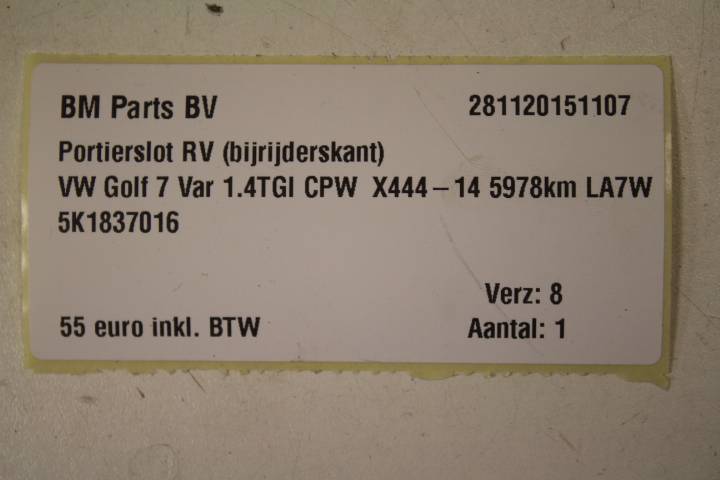 BM Parts BV 281120151107
Portierslot RV (bijrijderskant)
VW Golf 7 Var 1.4TGI CPW X444-14 5978km LA7W
5K1837016
Verz: 8
55 euro inkl. BTW Aantal: 1